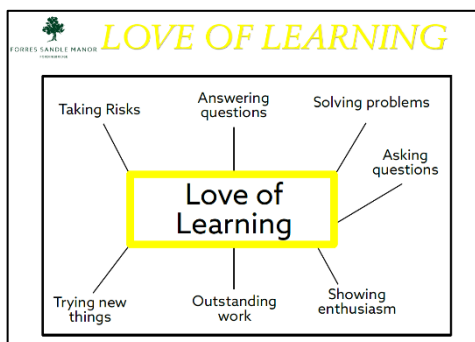 FORRES SANDLE MANOR
LOVE OF LEARNING
Taking Risks
Answering
questions
Solving problems
Asking
questions
Love of
Learning
Trying new
things
Outstanding
work
Showing
enthusiasm